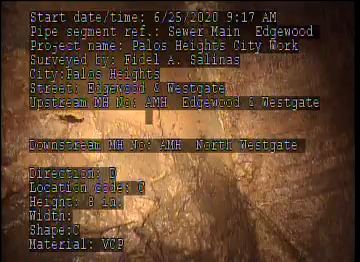 Start date/time: 6/25/2020 9:17 AM
Pipe segment ref.: Sewer Main Edgewood
Project name: Palos Heights City Work
Surveyed by: Fidel A. Salinas
City:Palos Heights
Street: Edgewood & Westgate
Upstream MH No: AMH Edgewood & Westgate
Downstream MH No: AMH North Westgate
Direction: D
Location code:
Height: 8 in.
Width:
Shape:C
Material: VCP